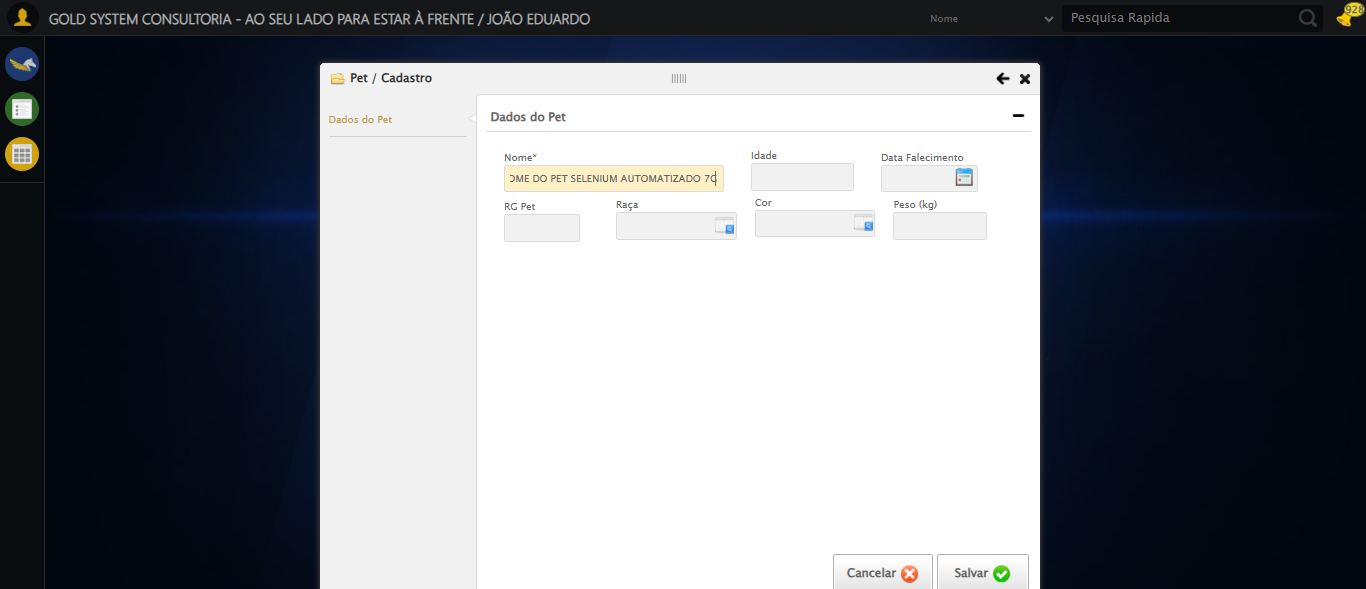 GOLD SYSTEM CONSULTORIA - AO SEU LADO PARA ESTAR À FRENTE / JOÃO EDUARDO
Nome
Pesquisa Rapida
928
Pet / Cadastro
Dados do Pet
Dados do Pet
Nome*
Idade
Data Falecimento
OME DO PET SELENIUM AUTOMATIZADO
RG Pet
Raça
Cor
Peso (kg)
Cancelar
Salvar